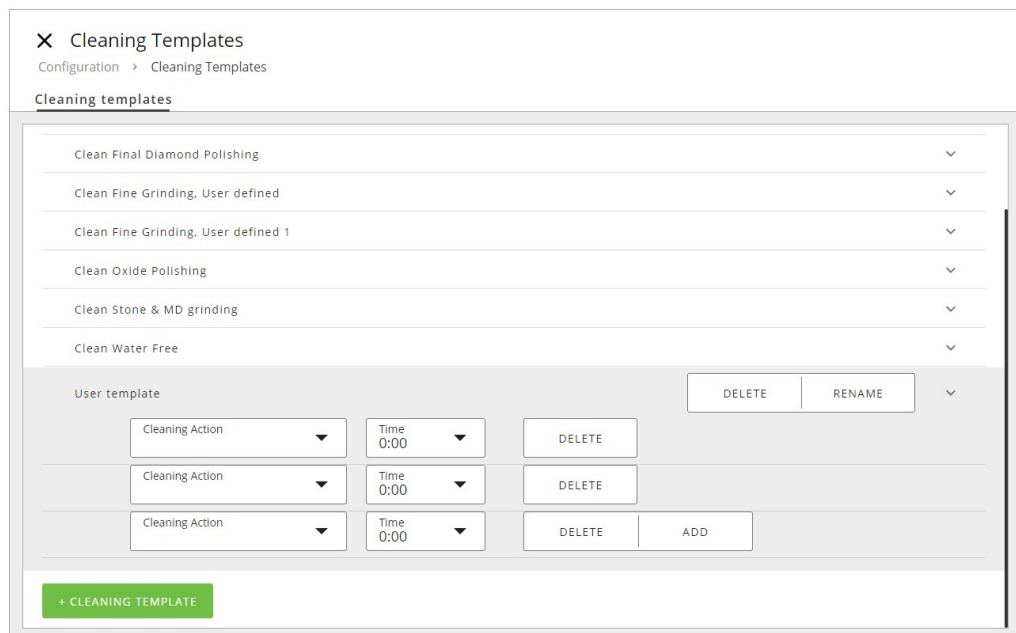 Cleaning Templates
Configuration > Cleaning Templates
Cleaning templates
Clean Final Diamond Polishing
Clean Fine Grinding, User defined
Clean Fine Grinding, User defined 1
Clean Oxide Polishing
Clean Stone & MD grinding
Clean Water Free
User template DELETE RENAME
Cleaning Action Time DELETE
0:00
Cleaning Action Time DELETE
0:00
Cleaning Action Time DELETE ADD
0:00
+ CLEANING TEMPLATE